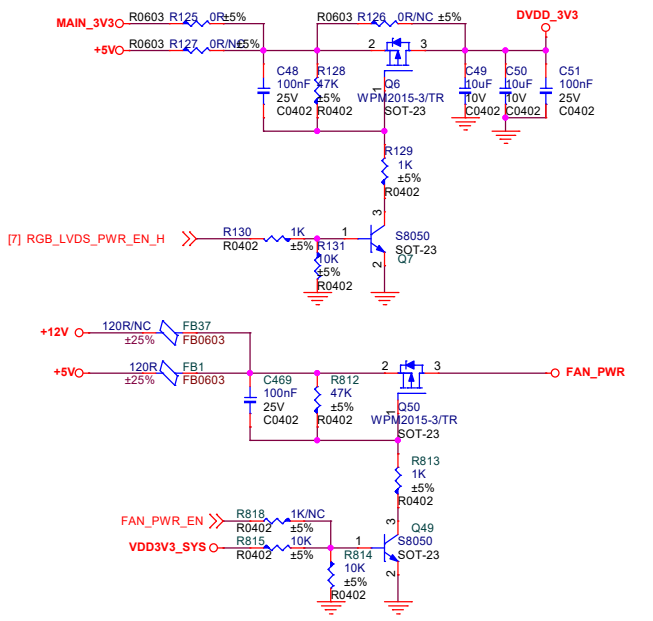 MAIN_3V3 R0603 R125 0R ±5% R0603 R126 0R/NC ±5% DVDD_3V3
+5V R0603 R127 0R/NC ±5% 2 3
C48
100nF
25V
C0402
R128
47K
±5%
R0402
1
Q6
WPM2015-3/TR
SOT-23
C49
10uF
10V
C0402
C50
10uF
10V
C0402
C51
100nF
25V
C0402
R129
1K
±5%
R0402
[7] RGB_LVDS_PWR_EN_H
R130 1K
R0402 ±5%
R131
10K
±5%
R0402
1
3
2
S8050
SOT-23
Q7
+12V 120R/NC FB37
±25% FB0603
+5V 120R FB1
±25% FB0603
C469
100nF
25V
C0402
R812
47K
±5%
R0402
2 3
FAN_PWR
1
Q50
WPM2015-3/TR
SOT-23
R813
1K
±5%
R0402
FAN_PWR_EN R818 1K/NC
R0402 ±5%
VDD3V3_SYS R815 10K
R0402 ±5%
R814
10K
±5%
R0402
1
3
2
Q49
S8050
SOT-23